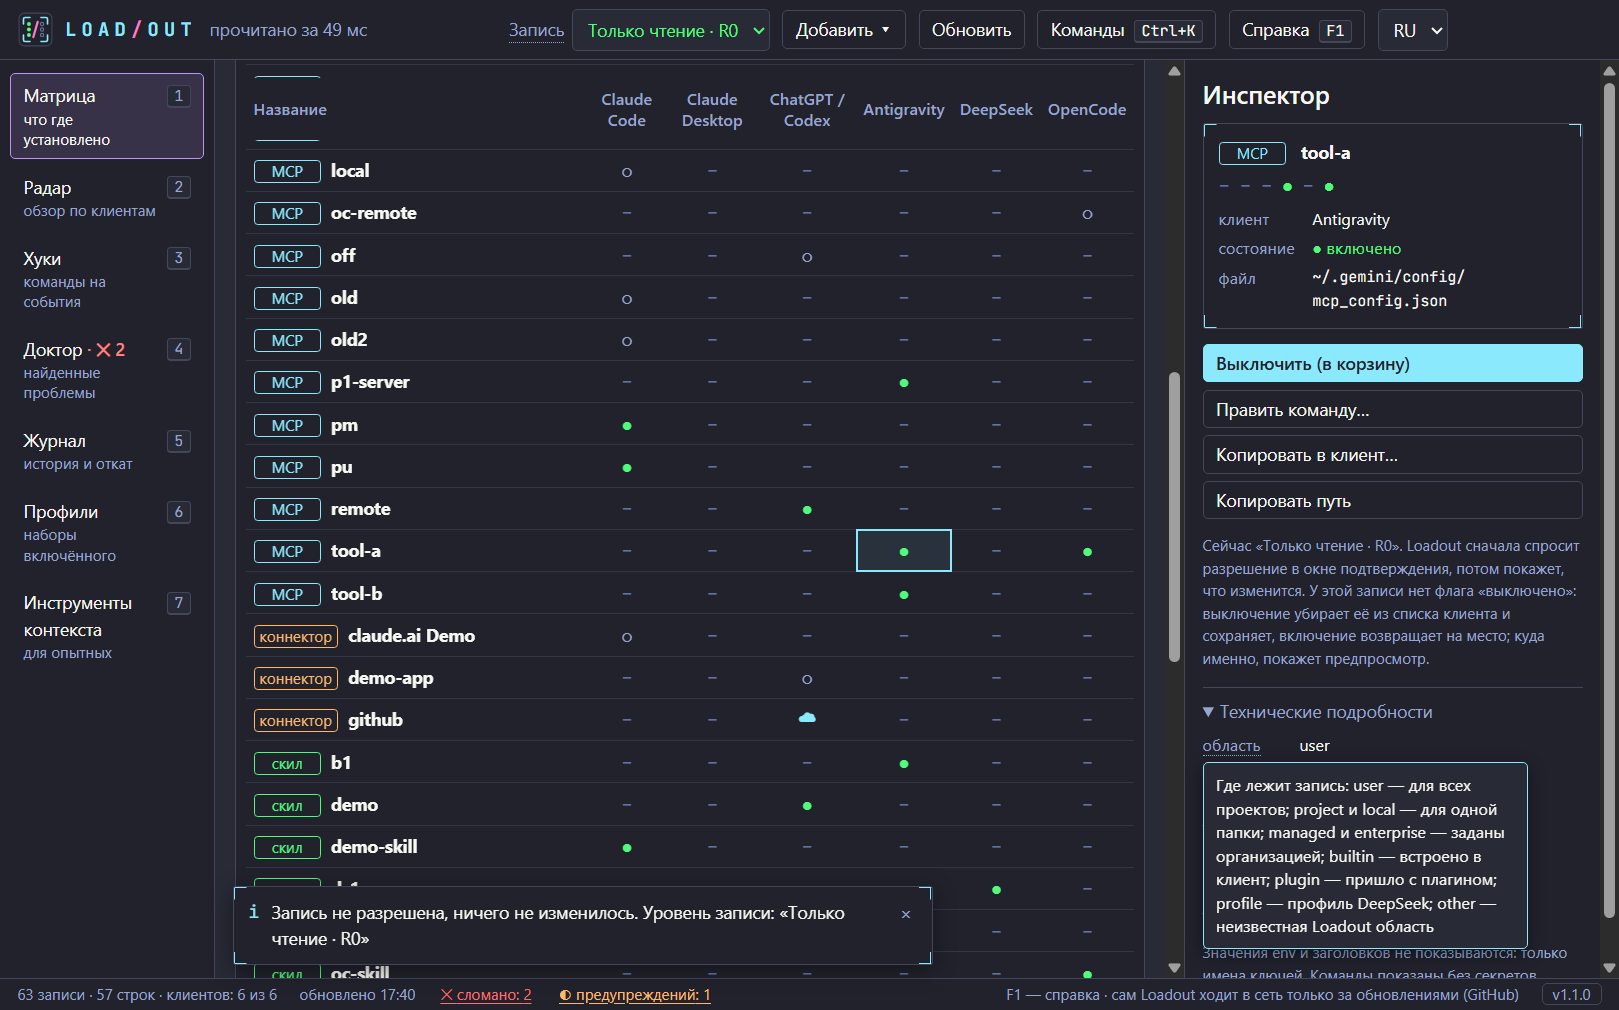 LOAD/OUT прочитано за 49 мс Запись Только чтение · R0 Добавить ▾ Обновить Команды Ctrl+K Справка F1 RU
Матрица 1
что где
установлено
Радар 2
обзор по клиентам
Хуки 3
команды на
события
Доктор · ✕ 2 4
найденные
проблемы
Журнал 5
история и откат
Профили 6
наборы
включённого
Инструменты 7
контекста
для опытных
Название Claude Code Claude Desktop ChatGPT / Codex Antigravity DeepSeek OpenCode
MCP local ○ – – – – –
MCP oc-remote – – – – – ○
MCP off – – ○ – – –
MCP old ○ – – – – –
MCP old2 ○ – – – – –
MCP p1-server – – – ● – –
MCP pm ● – – – – –
MCP pu ● – – – – –
MCP remote – – ● – – –
MCP tool-a – – – ● – ●
MCP tool-b – – – ● – –
коннектор claude.ai Demo ○ – – – – –
коннектор demo-app – – ○ – – –
коннектор github – – – – –
скил b1 – – – ● – –
скил demo – – ● – – –
скил demo-skill ● – – – – –
● –
– –
скил oc-skill – – – – – ●
i Запись не разрешена, ничего не изменилось. Уровень записи: «Только ×
чтение · R0»
Инспектор
MCP tool-a
– – – ● – ●
клиент Antigravity
состояние ● включено
файл ~/.gemini/config/
mcp_config.json
Выключить (в корзину)
Править команду…
Копировать в клиент…
Копировать путь
Сейчас «Только чтение · R0». Loadout сначала спросит
разрешение в окне подтверждения, потом покажет,
что изменится. У этой записи нет флага «выключено»:
выключение убирает её из списка клиента и
сохраняет, включение возвращает на место; куда
именно, покажет предпросмотр.
▼ Технические подробности
область user
Где лежит запись: user — для всех
проектов; project и local — для одной
папки; managed и enterprise — заданы
организацией; builtin — встроено в
клиент; plugin — пришло с плагином;
profile — профиль DeepSeek; other —
неизвестная Loadout область
Значения env и заголовков не показываются: только
имена ключей. Команды показаны без секретов
63 записи · 57 строк · клиентов: 6 из 6 обновлено 17:40 ✕ сломано: 2 ◐ предупреждений: 1 F1 — справка · сам Loadout ходит в сеть только за обновлениями (GitHub) v1.1.0